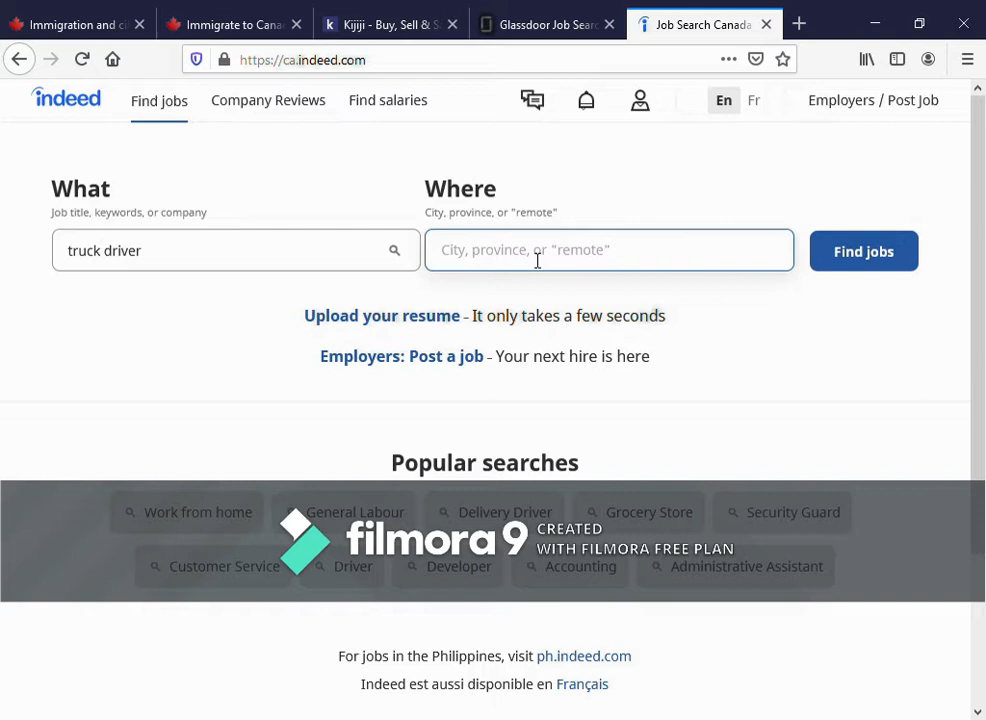 Immigration and ci
Immigrate to Cana
k Kijiji - Buy, Sell & S
Glassdoor Job Sear
Job Search Canada
https://ca.indeed.com
indeed
Find jobs
Company Reviews
Find salaries
En
Fr
Employers / Post Job
What
Job title, keywords, or company
truck driver
Where
City, province, or "remote"
City, province, or "remote"
Find jobs
Upload your resume - It only takes a few seconds
Employers: Post a job - Your next hire is here
Popular searches
Work from home
General Labour
Delivery Driver
Grocery Store
Security Guard
filmora 9
CREATED
WITH FILMORA FREE PLAN
Customer Service
Driver
Developer
Accounting
Administrative Assistant
For jobs in the Philippines, visit ph.indeed.com
Indeed est aussi disponible en Français